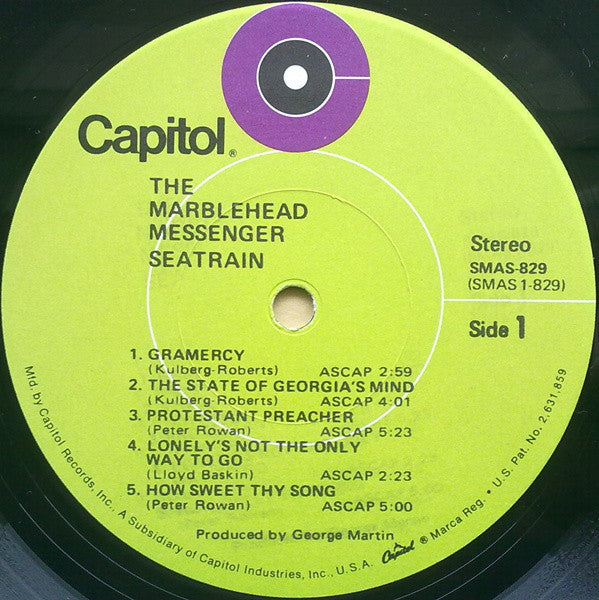 Capitol®
THE
MARBLEHEAD
MESSENGER
SEATRAIN
Stereo
SMAS-829
(SMAS 1-829)
Side 1
1. GRAMERCY
(Kulberg-Roberts) ASCAP 2:59
2. THE STATE OF GEORGIA'S MIND
(Kulberg-Roberts) ASCAP 4:01
3. PROTESTANT PREACHER
(Peter Rowan) ASCAP 5:23
4. LONELY'S NOT THE ONLY
WAY TO GO
(Lloyd Baskin) ASCAP 2:23
5. HOW SWEET THY SONG
(Peter Rowan) ASCAP 5:00
Produced by George Martin
Mfd. by Capitol Records, Inc., A Subsidiary of Capitol Industries, Inc., U.S.A. Capitol ® Marca Reg. • U.S. Pat. No. 2,631,859